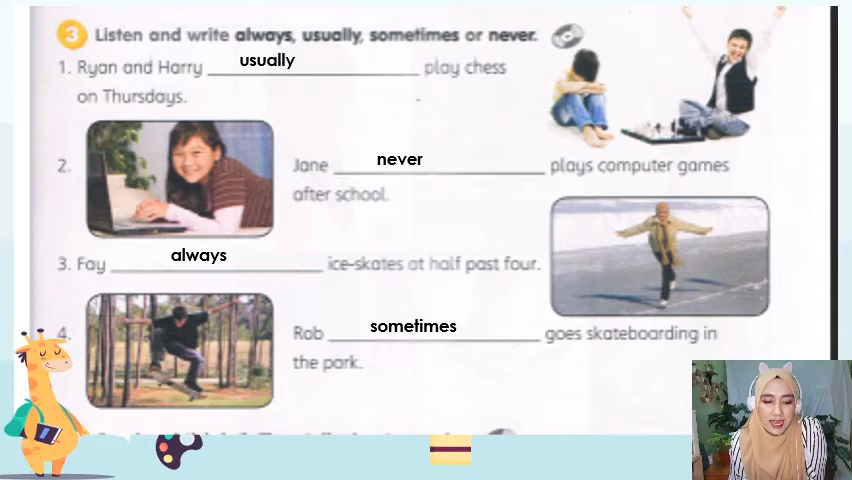 3 Listen and write always, usually, sometimes or never.
1. Ryan and Harry usually play chess
on Thursdays.
2. Jane never plays computer games
after school.
3. Fay always ice-skates at half past four.
4. Rob sometimes goes skateboarding in
the park.